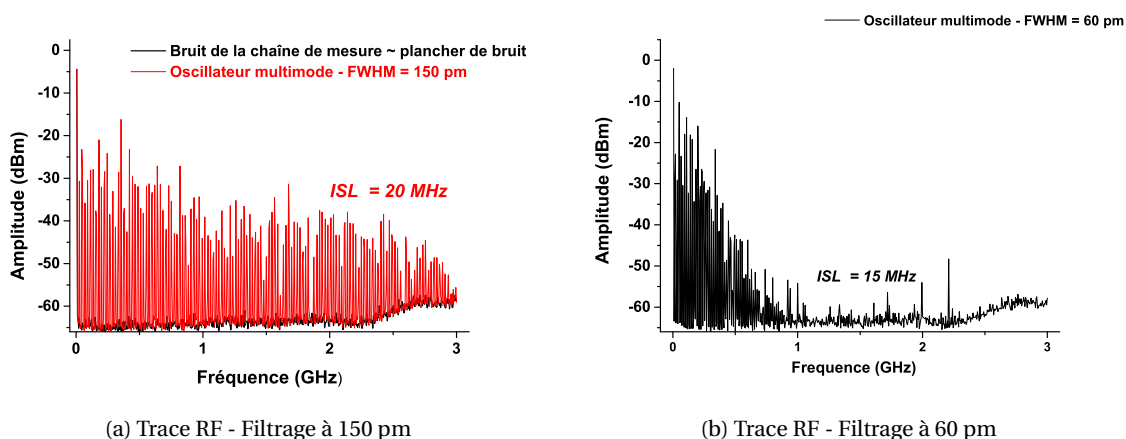 Bruit de la chaîne de mesure ~ plancher de bruit
Oscillateur multimode - FWHM = 150 pm
Amplitude (dBm)
0
-10
-20
-30
-40
-50
-60
ISL = 20 MHz
0
1
2
3
Fréquence (GHz)
(a) Trace RF - Filtrage à 150 pm
Oscillateur multimode - FWHM = 60 pm
Amplitude (dBm)
0
-10
-20
-30
-40
-50
-60
ISL = 15 MHz
0
1
2
3
Frequence (GHz)
(b) Trace RF - Filtrage à 60 pm